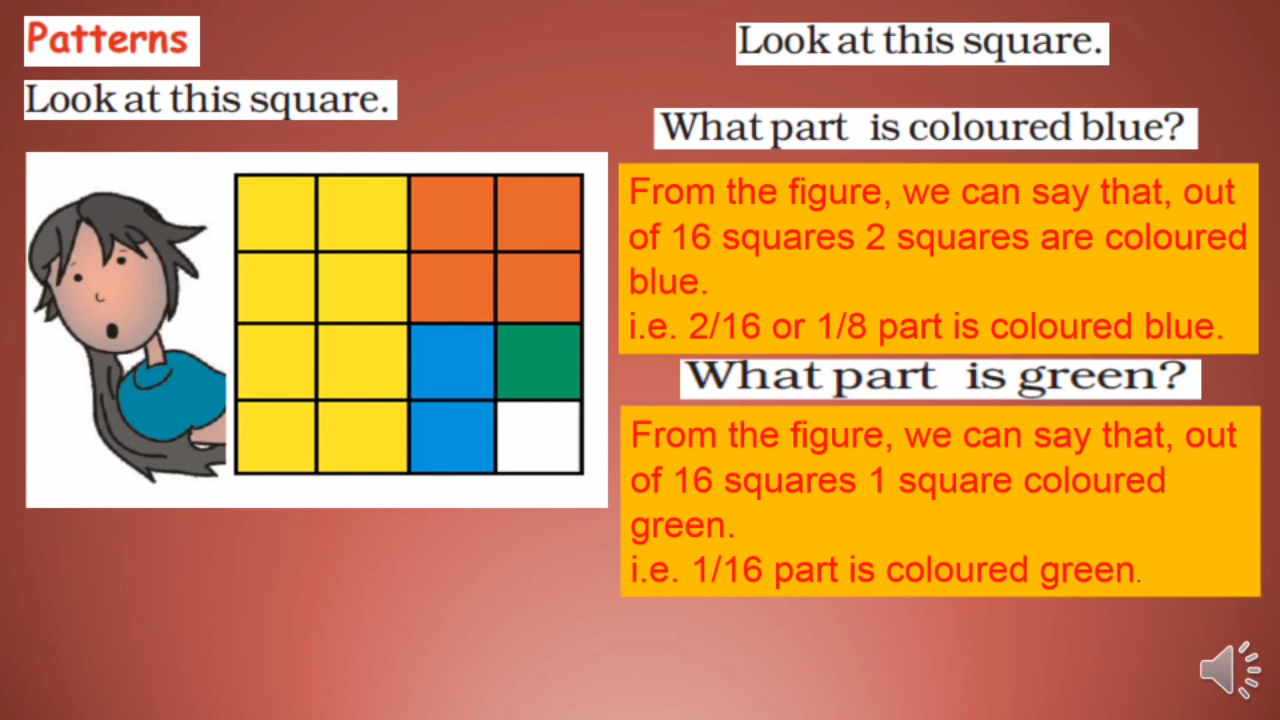 Patterns
Look at this square.
Look at this square.
What part is coloured blue?
From the figure, we can say that, out
of 16 squares 2 squares are coloured
blue.
i.e. 2/16 or 1/8 part is coloured blue.
What part is green?
From the figure, we can say that, out
of 16 squares 1 square coloured
green.
i.e. 1/16 part is coloured green.